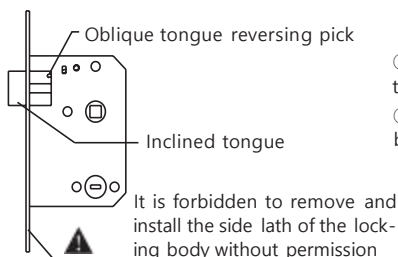 Oblique tongue reversing pick
Inclined tongue
It is forbidden to remove and
install the side lath of the lock-
ing body without permission